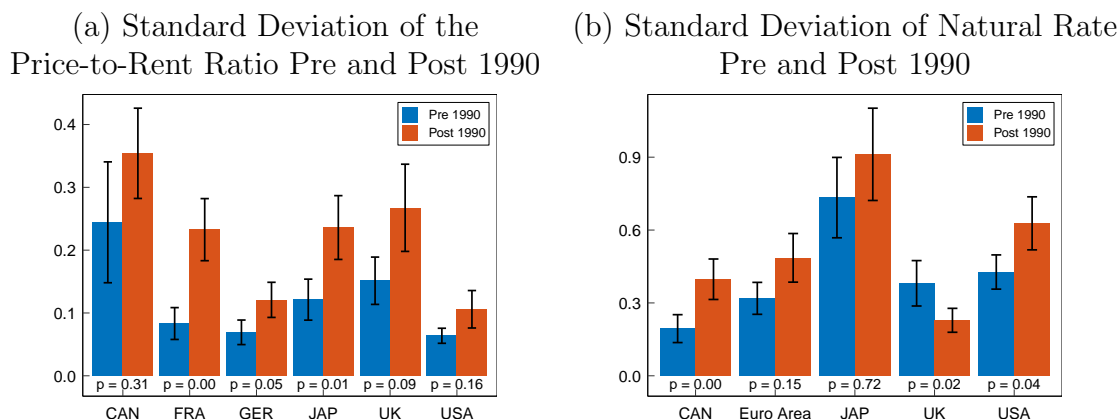 (a) Standard Deviation of the
Price-to-Rent Ratio Pre and Post 1990
Pre 1990
Post 1990
0.4
0.3
0.2
0.1
0.0
p = 0.31 p = 0.00 p = 0.05 p = 0.01 p = 0.09 p = 0.16
CAN FRA GER JAP UK USA
(b) Standard Deviation of Natural Rate
Pre and Post 1990
Pre 1990
Post 1990
0.9
0.6
0.3
0.0
p = 0.00 p = 0.15 p = 0.72 p = 0.02 p = 0.04
CAN Euro Area JAP UK USA